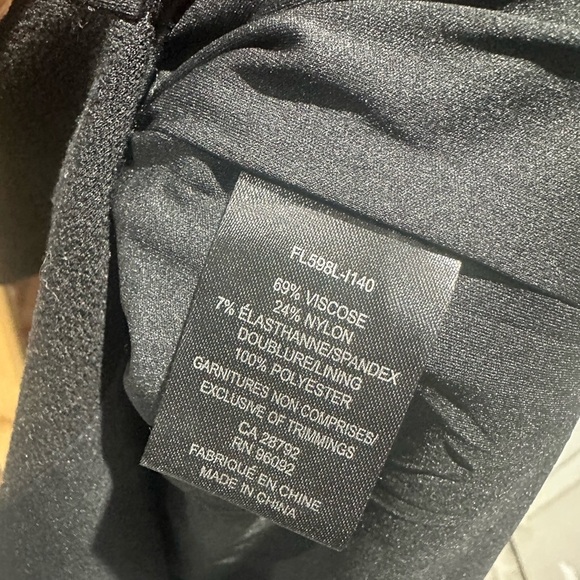 FL598L-I140
69% VISCOSE
24% NYLON
7% ÉLASTHANNE/SPANDEX
DOUBLURE/LINING
100% POLYESTER
GARNITURES NON COMPRISES/
EXCLUSIVE OF TRIMMINGS
CA 28792
RN 96092
FABRIQUÉ EN CHINE
MADE IN CHINA